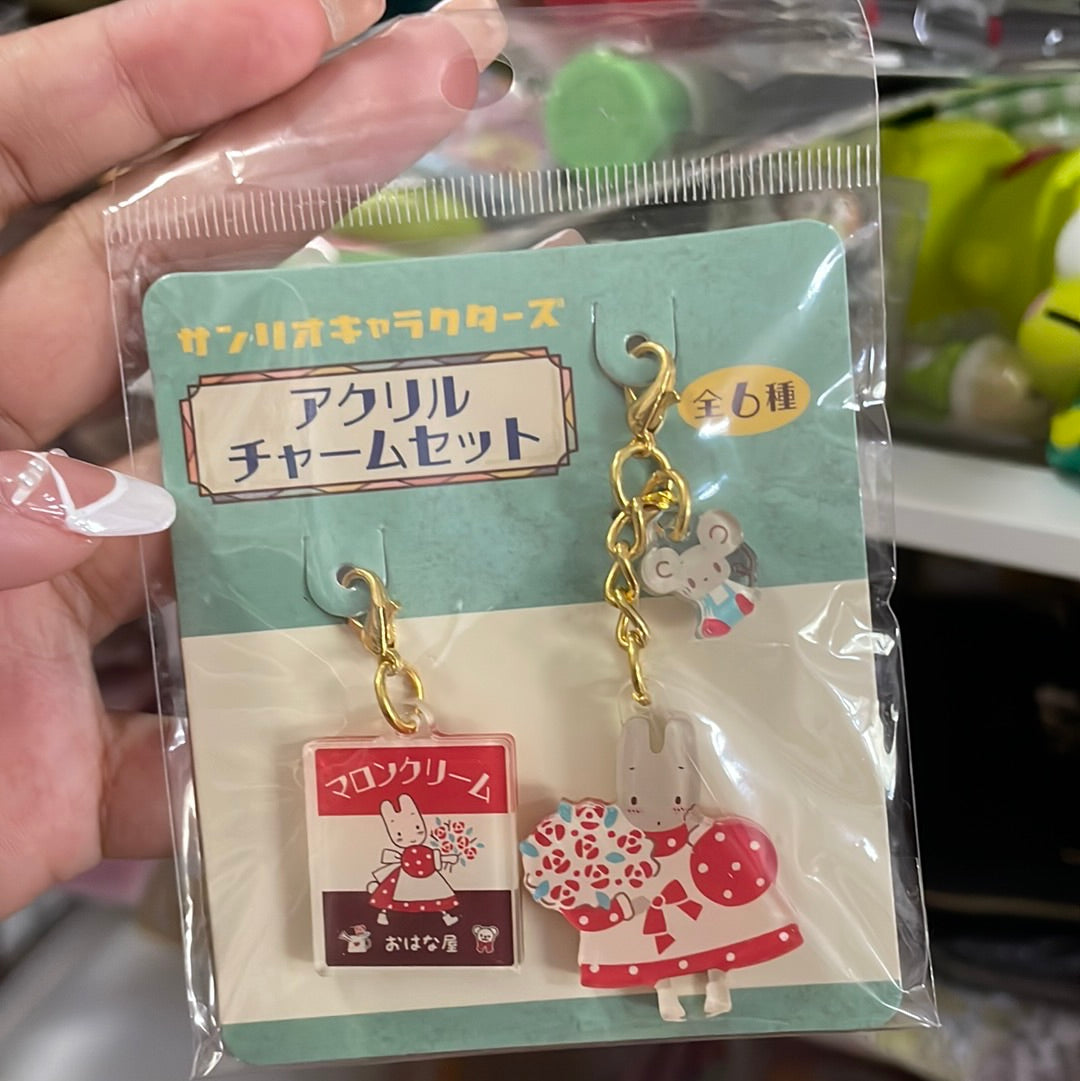 サンリオキャラクターズ
アクリル
チャームセット
全6種
マロンクリーム
おはな屋